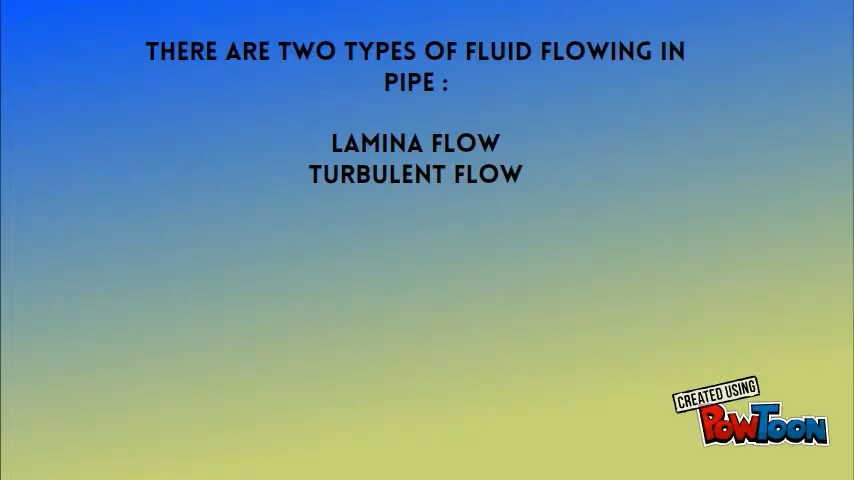 THERE ARE TWO TYPES OF FLUID FLOWING IN
PIPE :
LAMINA FLOW
TURBULENT FLOW
CREATED USING
POWTOON